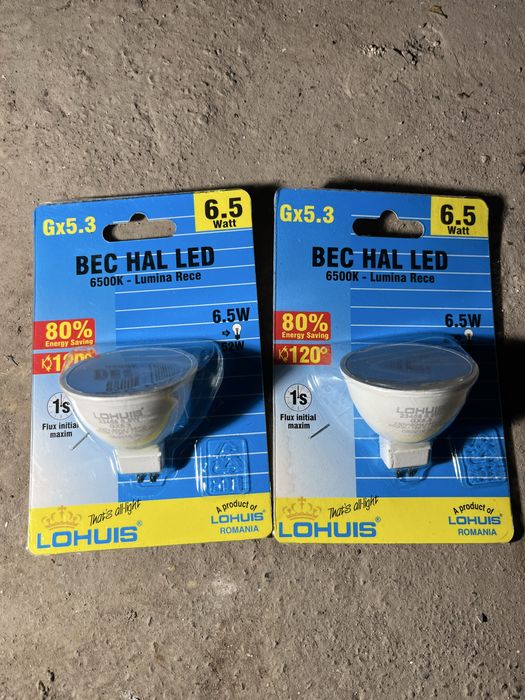 Gx5.3
6.5
Watt
BEC HAL LED
6500K - Lumina Rece
6.5W
80%
Energy Saving
120°
1s
Flux initial
maxim
LOHUIS
That's all-light
LOHUIS®
A product of
LOHUIS®
ROMANIA
Gx5.3
6.5
Watt
BEC HAL LED
6500K - Lumina Rece
6.5W
80%
Energy Saving
120°
1s
Flux initial
maxim
LOHUIS
That's all-light
LOHUIS®
A product of
LOHUIS®
ROMANIA